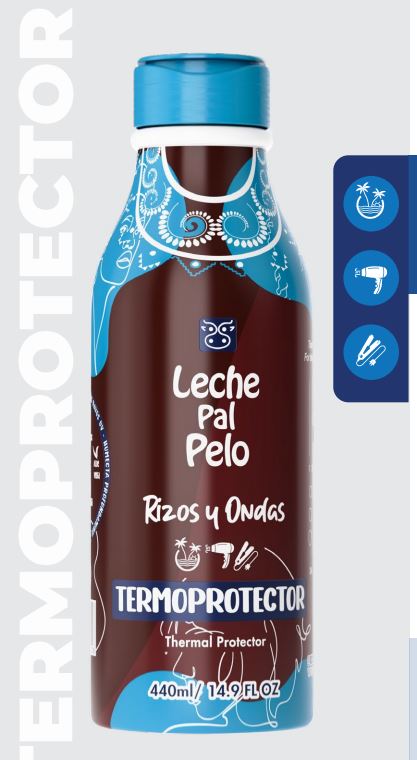 TERMOPROTECTOR
Leche
Pal
Pelo
Rizos y Ondas
TERMOPROTECTOR
Thermal Protector
440ml/ 14.9 FL OZ